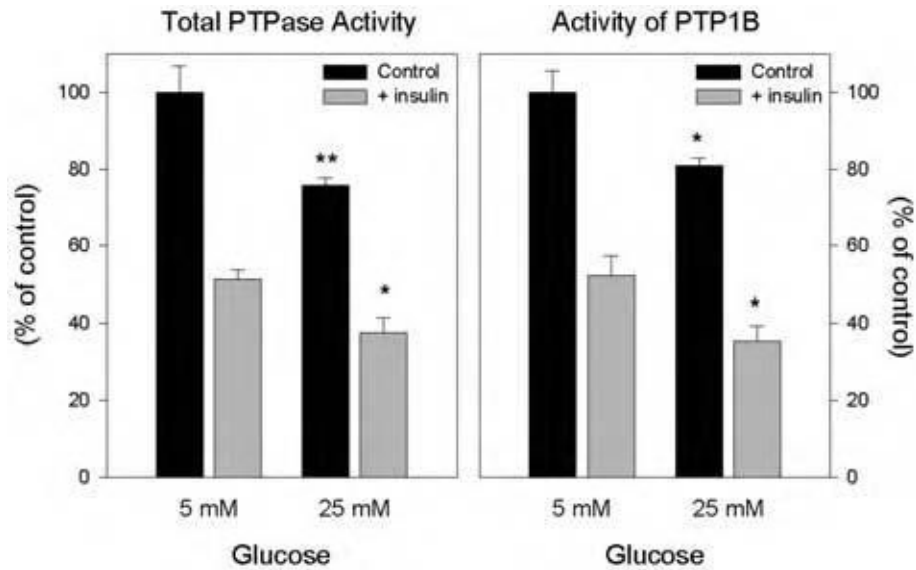 Total PTPase Activity
Activity of PTP1B
Control
+ insulin
Control
+ insulin
(% of control)
100
80
60
40
20
0
**
*
*
*
100
80
60
40
20
0
(% of control)
5 mM
25 mM
5 mM
25 mM
Glucose
Glucose